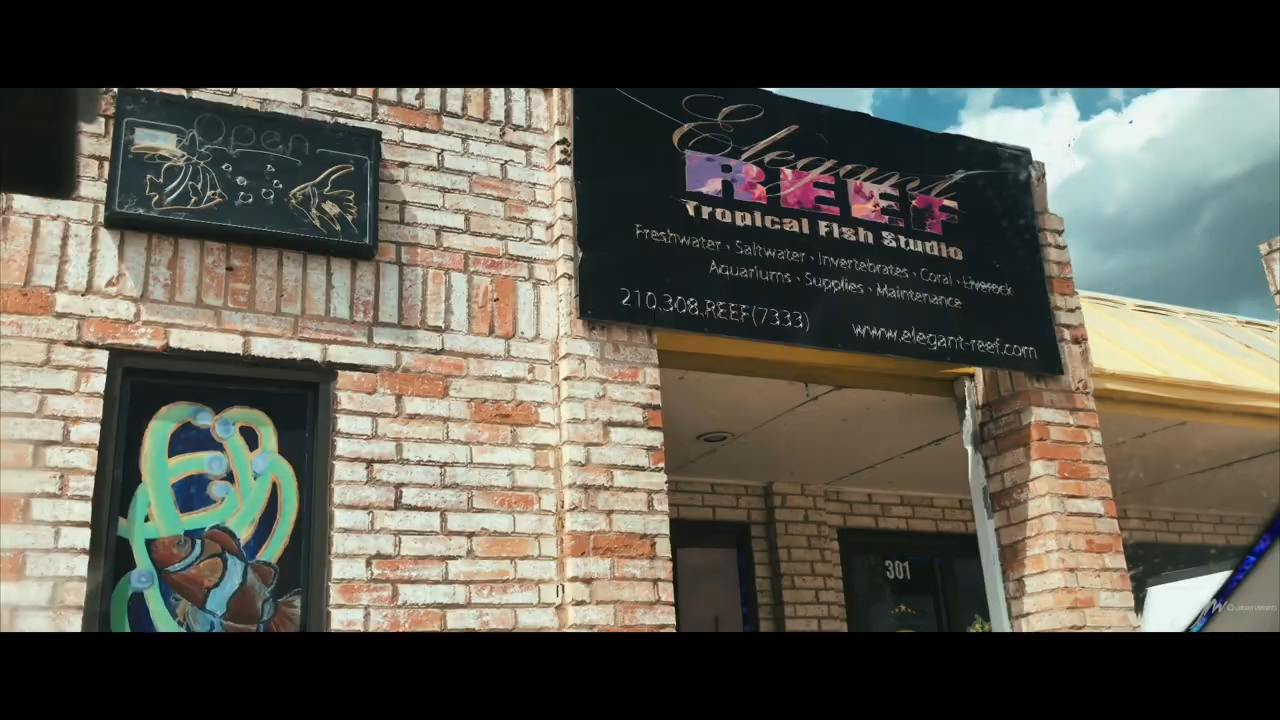 Open
Elegant
REEF
Tropical Fish Studio
Freshwater · Saltwater · Invertebrates · Coral · Liverock
Aquariums · Supplies · Maintenance
210.308.REEF(7333)
www.elegant-reef.com
301